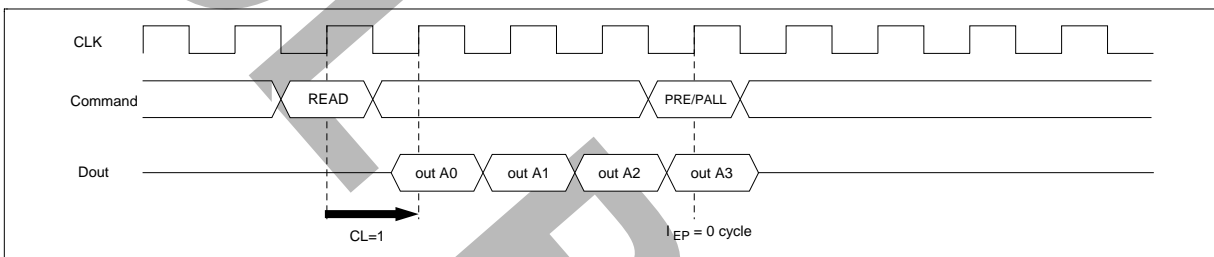 CLK
Command
READ
PRE/PALL
Dout
out A0
out A1
out A2
out A3
CL=1
l EP = 0 cycle